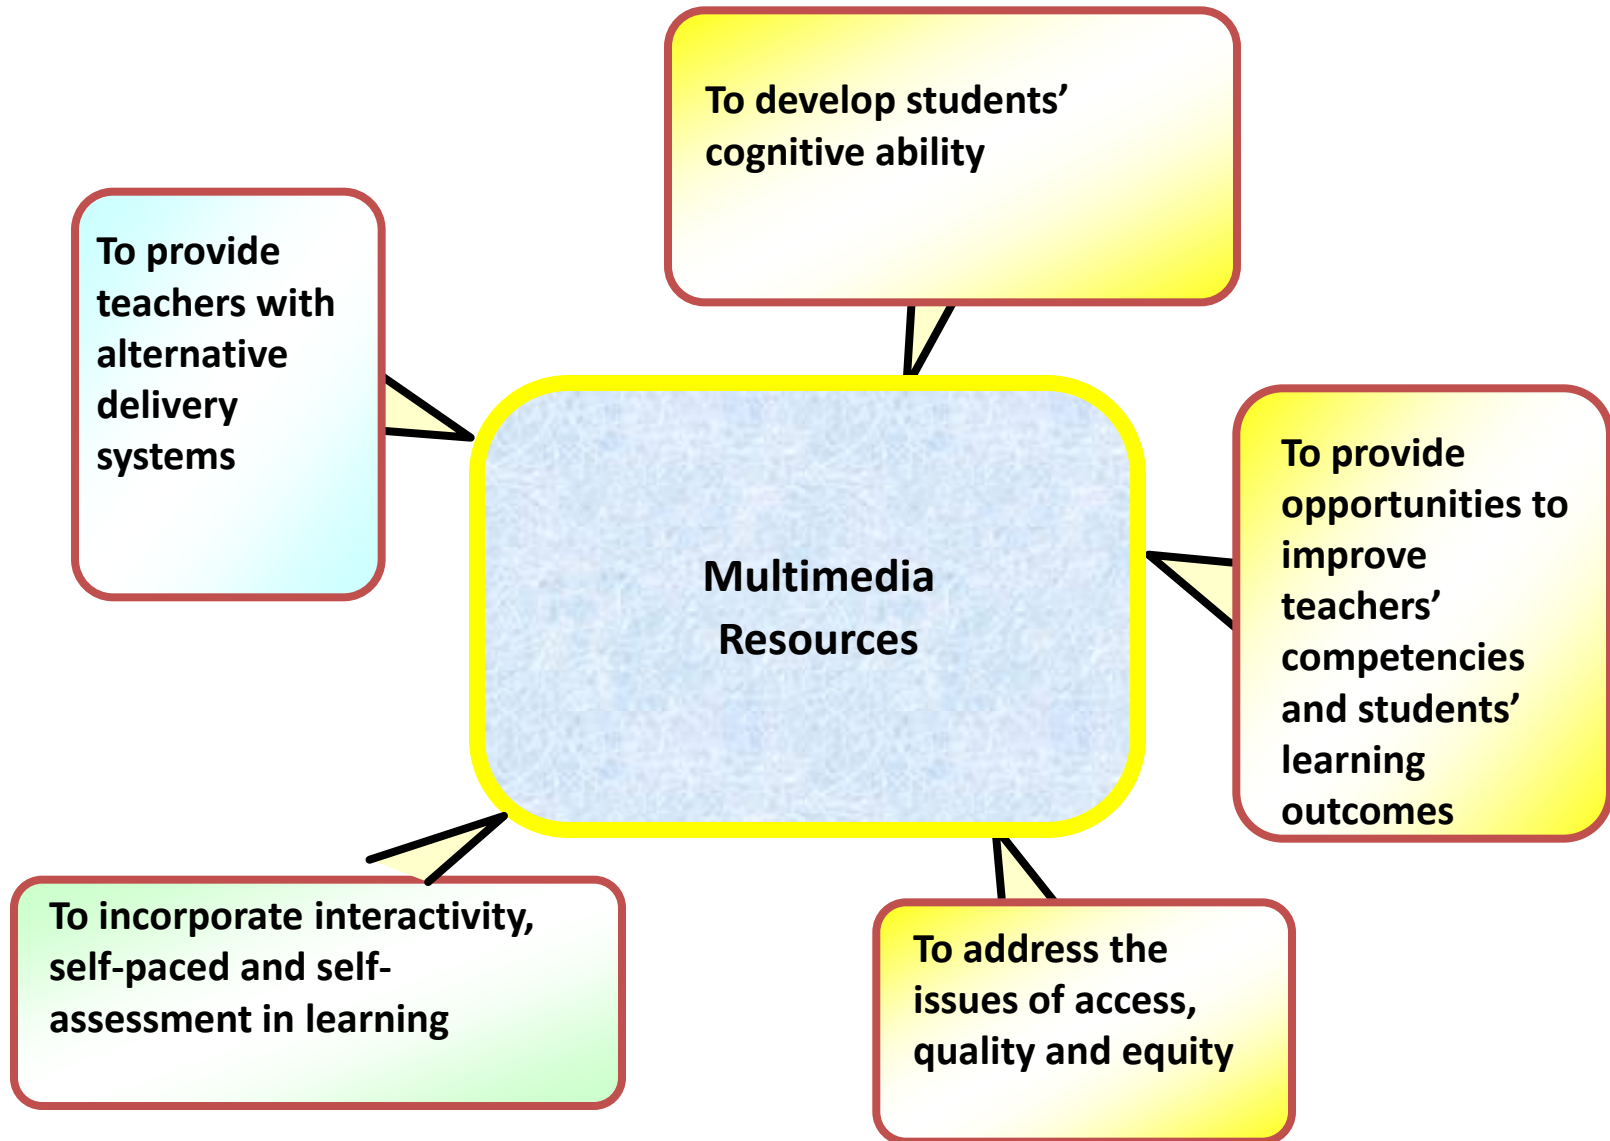 To develop students’
cognitive ability
To provide
teachers with
alternative
delivery
systems
Multimedia
Resources
To provide
opportunities to
improve
teachers’
competencies
and students’
learning
outcomes
To incorporate interactivity,
self-paced and self-
assessment in learning
To address the
issues of access,
quality and equity